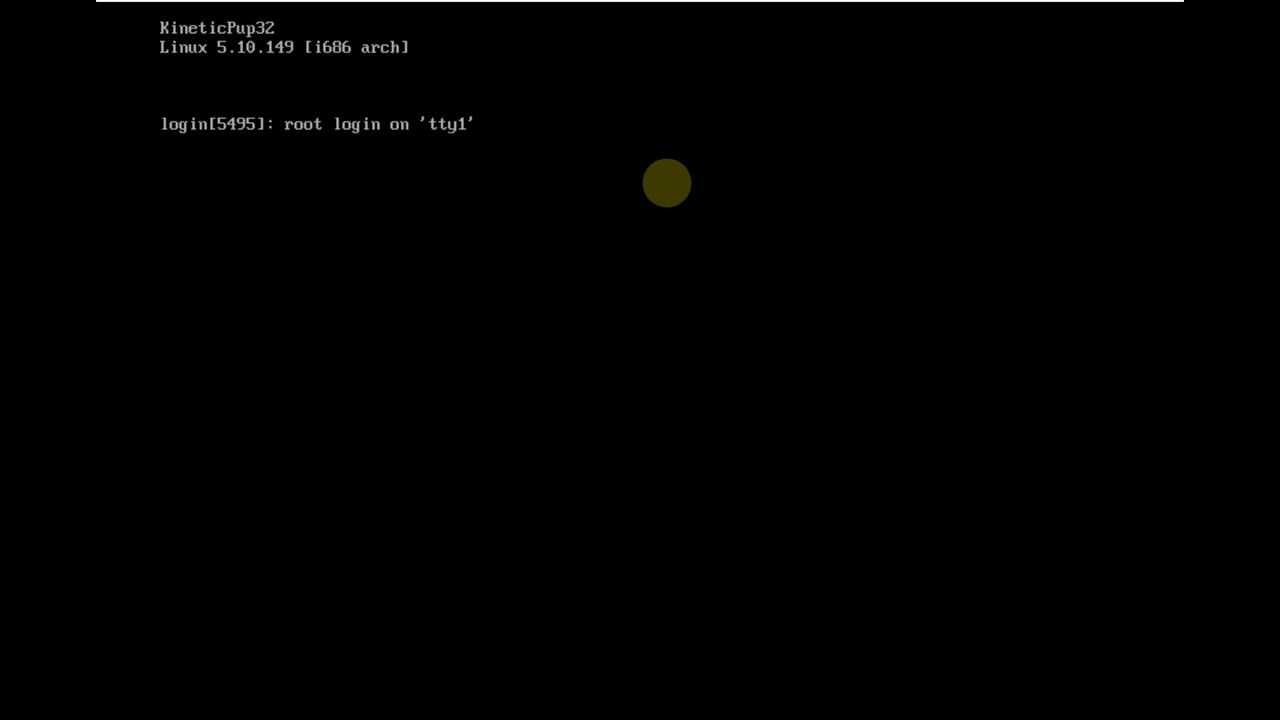 KineticPup32
Linux 5.10.149 [i686 arch]
login[5495]: root login on 'tty1'